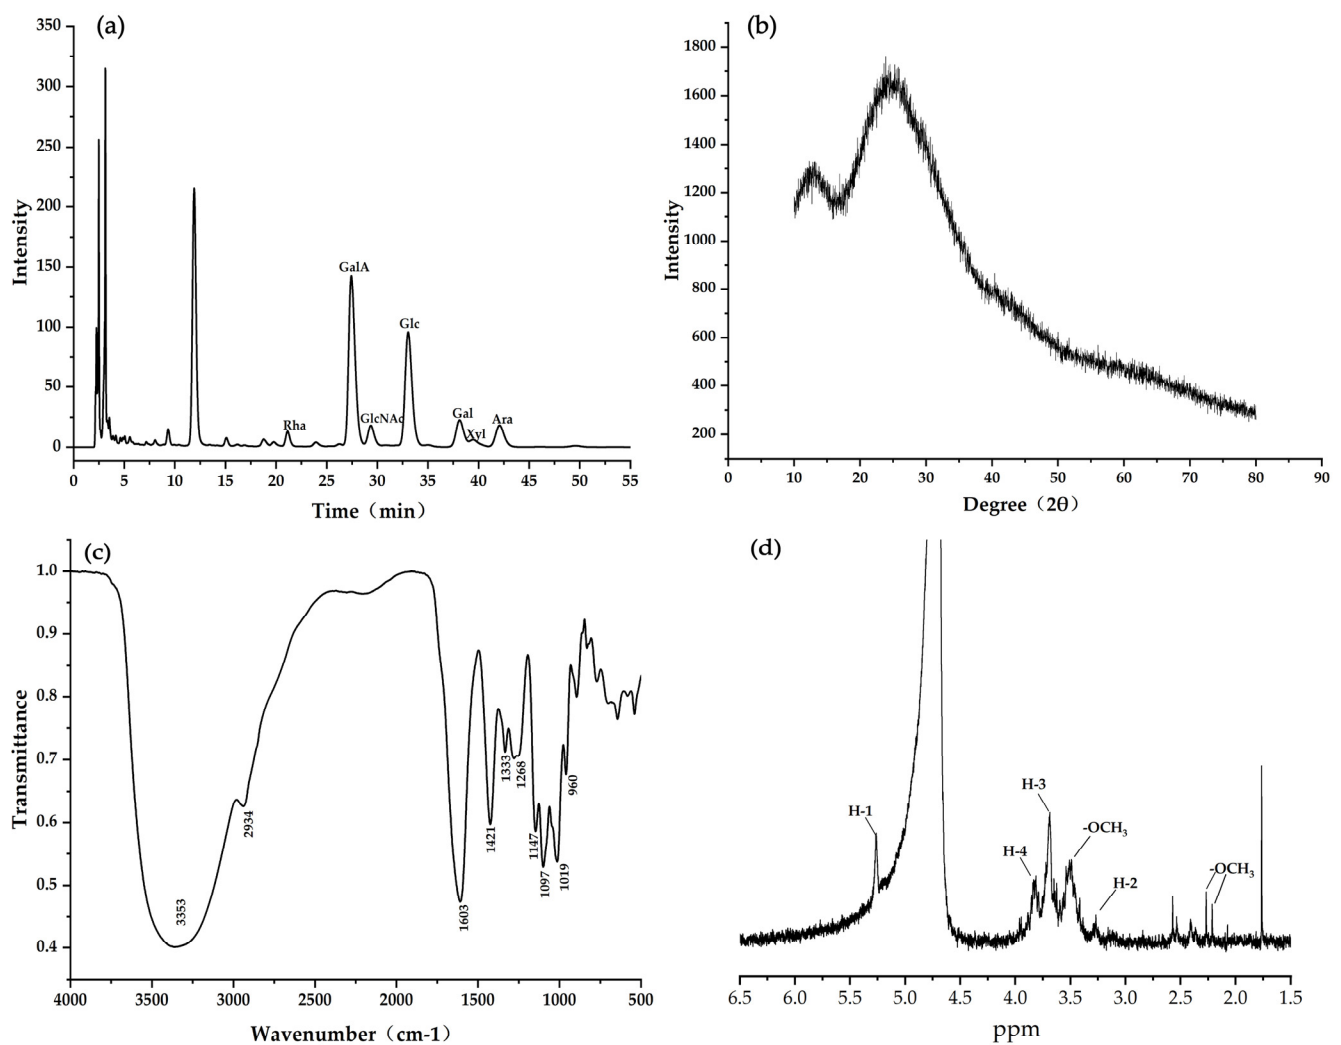 (a)
350
300
250
200
150
100
50
0
Intensity
GalA
Glc
Rha
GlcNAc
Gal
Xyl
Ara
0 5 10 15 20 25 30 35 40 45 50 55
Time（min）
(b)
1800
1600
1400
1200
1000
800
600
400
200
Intensity
0 10 20 30 40 50 60 70 80 90
Degree（2θ）
(c)
1.0
0.9
0.8
0.7
0.6
0.5
0.4
Transmittance
3353
2934
1603
1421
1333
1268
1147
1097
1019
960
4000 3500 3000 2500 2000 1500 1000 500
Wavenumber（cm-1）
(d)
H-1
H-4
H-3
-OCH3
H-2
-OCH3
6.5 6.0 5.5 5.0 4.5 4.0 3.5 3.0 2.5 2.0 1.5
ppm